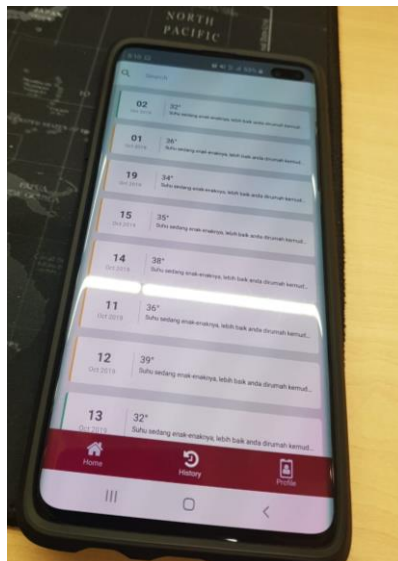 NORTH
PACIFIC
Search
02
Oct 2019
32°
Suhu sedang enak-enaknya, lebih baik anda dirumah kemud...
01
Oct 2019
36°
Suhu sedang enak-enaknya, lebih baik anda dirumah kemud...
19
Oct 2019
34°
Suhu sedang enak-enaknya, lebih baik anda dirumah kemud...
15
Oct 2019
35°
Suhu sedang enak-enaknya, lebih baik anda dirumah kemud...
14
Oct 2019
38°
Suhu sedang enak-enaknya, lebih baik anda dirumah kemud...
11
Oct 2019
36°
Suhu sedang enak-enaknya, lebih baik anda dirumah kemud...
12
Oct 2019
39°
Suhu sedang enak-enaknya, lebih baik anda dirumah kemud...
13
Oct 2019
32°
Suhu sedang enak-enaknya, lebih baik anda dirumah kemud...
Home
History
Profile